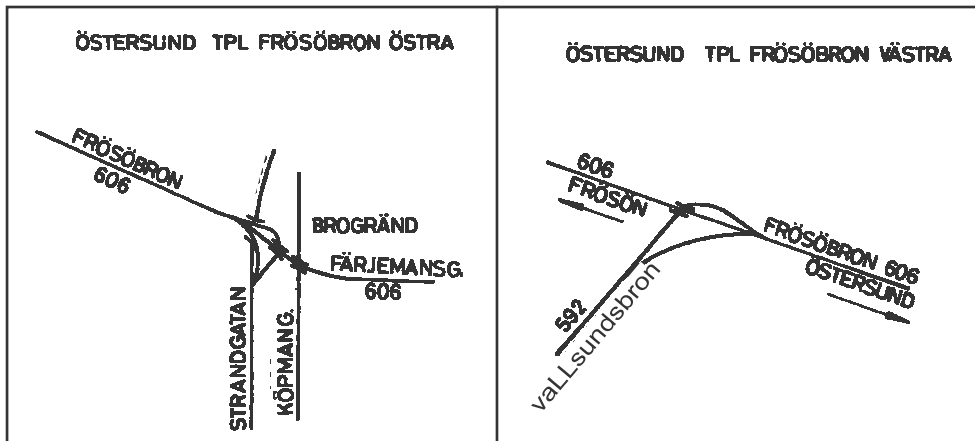 ÖSTERSUND TPL FRÖSÖBRON ÖSTRA
FRÖSÖBRON
606
BROGRÄND
FÄRJEMANSG.
606
STRANDGATAN
KÖPMANG.
ÖSTERSUND TPL FRÖSÖBRON VÄSTRA
606
FRÖSÖN
FRÖSÖBRON 606
ÖSTERSUND
592
vaLLsundsbron